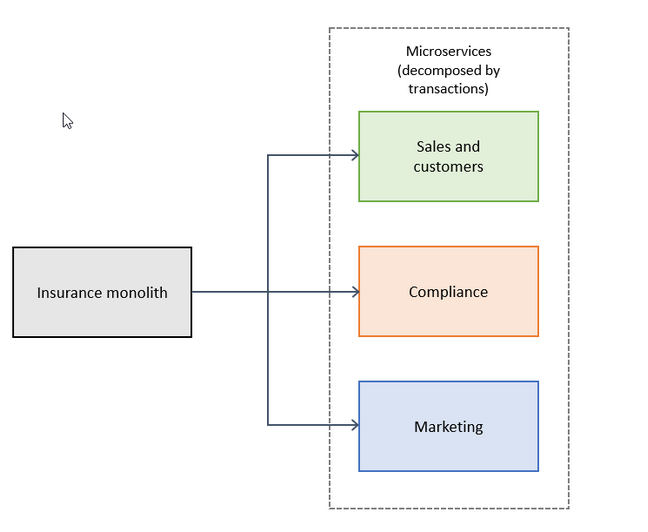 Microservices
(decomposed by
transactions)
Sales and
customers
Insurance monolith
Compliance
Marketing